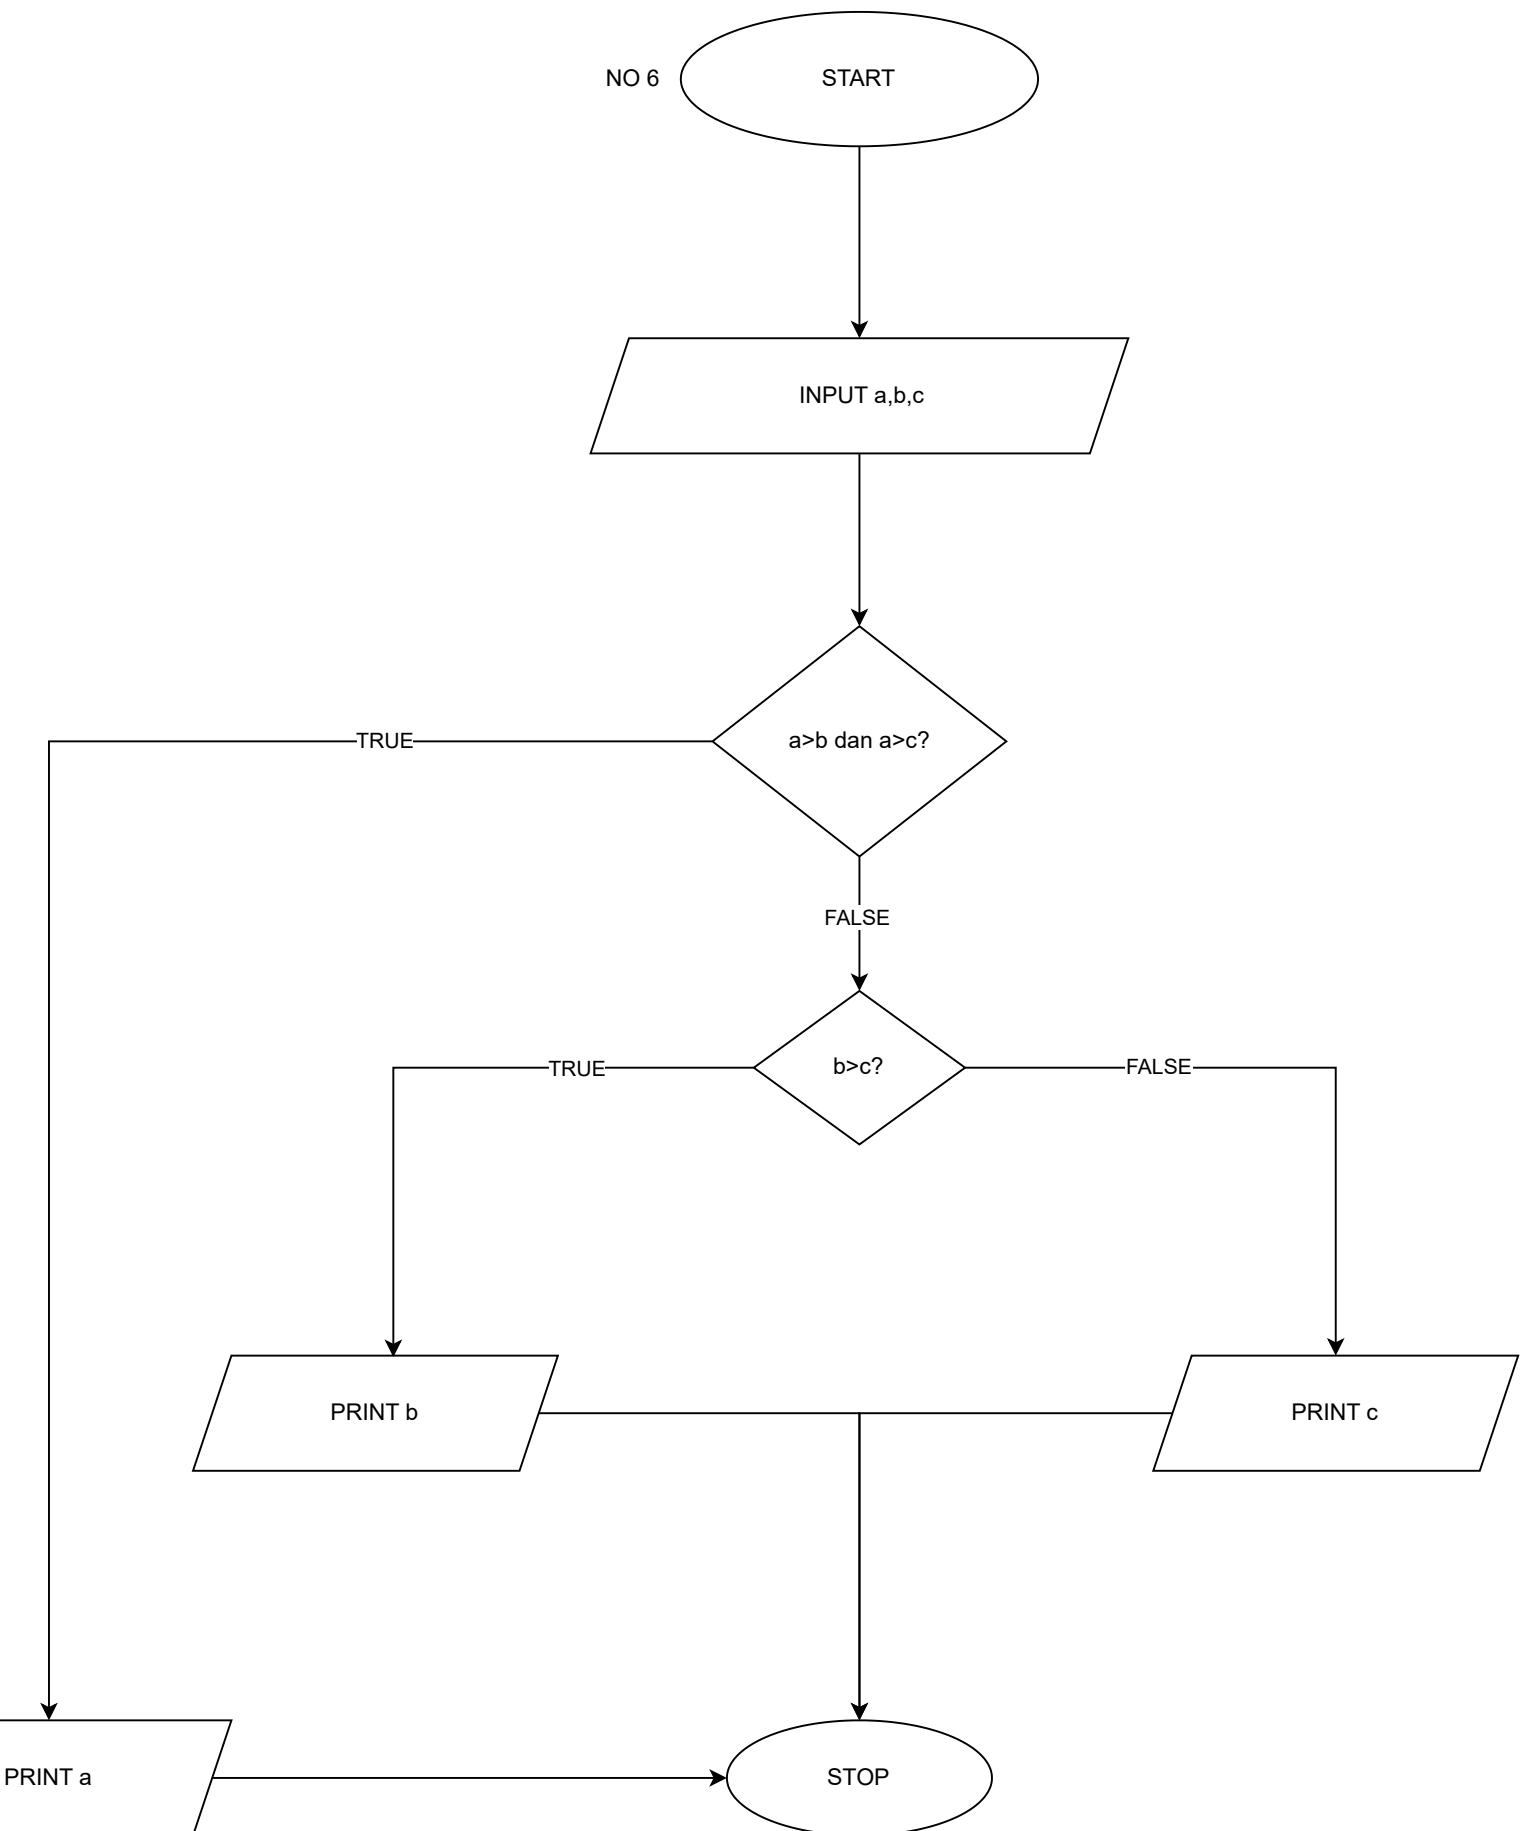 NO 6
START
INPUT a,b,c
a>b dan a>c?
TRUE
FALSE
b>c?
TRUE
FALSE
PRINT b
PRINT c
PRINT a
STOP